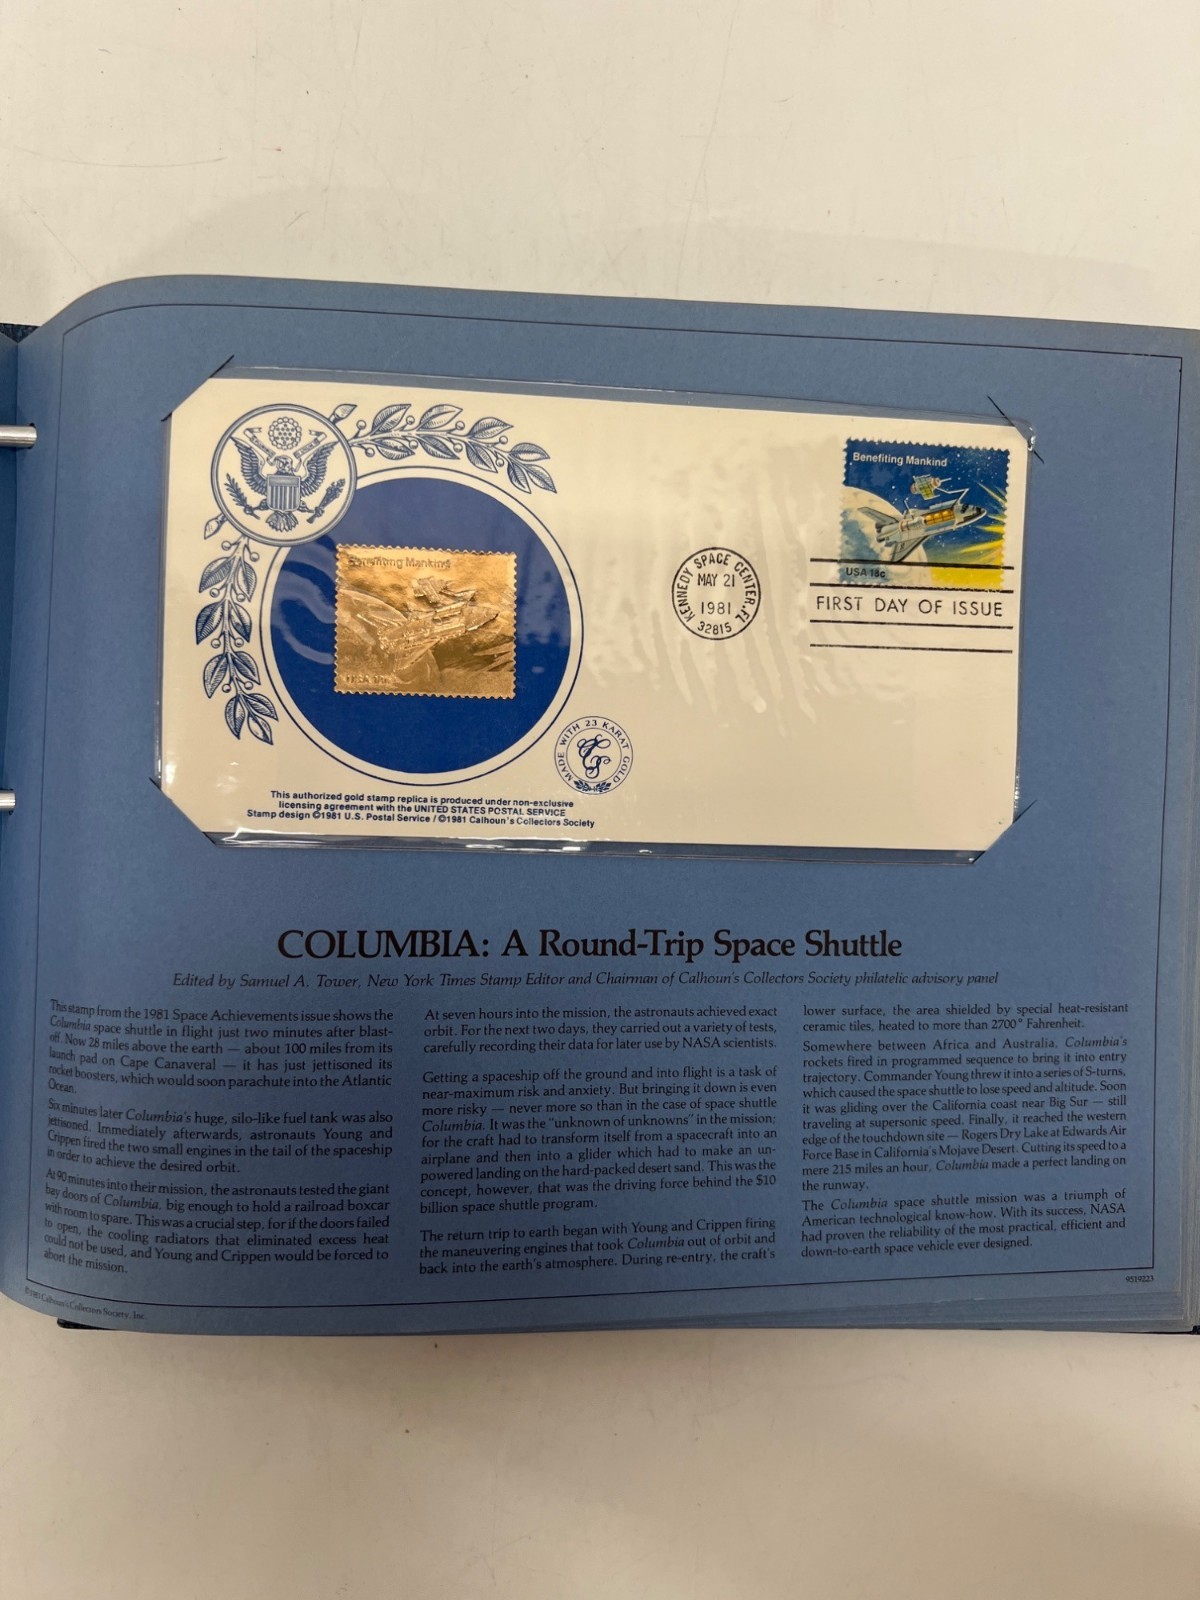 Benefiting Mankind
USA 18c
KENNEDY SPACE CENTER, FL
MAY 21
1981
32815
FIRST DAY OF ISSUE
Benefiting Mankind
MADE WITH 23 KARAT GOLD
This authorized gold stamp replica is produced under non-exclusive
licensing agreement with the UNITED STATES POSTAL SERVICE
Stamp design ©1981 U.S. Postal Service / ©1981 Calhoun's Collectors Society
COLUMBIA: A Round-Trip Space Shuttle
Edited by Samuel A. Tower, New York Times Stamp Editor and Chairman of Calhoun's Collectors Society philatelic advisory panel
This stamp from the 1981 Space Achievements issue shows the
Columbia space shuttle in flight just two minutes after blast-
off. Now 28 miles above the earth — about 100 miles from its
launch pad on Cape Canaveral — it has just jettisoned its
rocket boosters, which would soon parachute into the Atlantic
Ocean.
Six minutes later Columbia's huge, silo-like fuel tank was also
jettisoned. Immediately afterwards, astronauts Young and
Crippen fired the two small engines in the tail of the spaceship
in order to achieve the desired orbit.
At 90 minutes into their mission, the astronauts tested the giant
bay doors of Columbia, big enough to hold a railroad boxcar
with room to spare. This was a crucial step, for if the doors failed
to open, the cooling radiators that eliminated excess heat
could not be used, and Young and Crippen would be forced to
abort the mission.
At seven hours into the mission, the astronauts achieved exact
orbit. For the next two days, they carried out a variety of tests,
carefully recording their data for later use by NASA scientists.
Getting a spaceship off the ground and into flight is a task of
near-maximum risk and anxiety. But bringing it down is even
more risky — never more so than in the case of space shuttle
Columbia. It was the "unknown of unknowns" in the mission;
for the craft had to transform itself from a spacecraft into an
airplane and then into a glider which had to make an un-
powered landing on the hard-packed desert sand. This was the
concept, however, that was the driving force behind the $10
billion space shuttle program.
The return trip to earth began with Young and Crippen firing
the maneuvering engines that took Columbia out of orbit and
back into the earth's atmosphere. During re-entry, the craft's
lower surface, the area shielded by special heat-resistant
ceramic tiles, heated to more than 2700° Fahrenheit.
Somewhere between Africa and Australia, Columbia's
rockets fired in programmed sequence to bring it into entry
trajectory. Commander Young threw it into a series of S-turns,
which caused the space shuttle to lose speed and altitude. Soon
it was gliding over the California coast near Big Sur — still
traveling at supersonic speed. Finally, it reached the western
edge of the touchdown site — Rogers Dry Lake at Edwards Air
Force Base in California's Mojave Desert. Cutting its speed to a
mere 215 miles an hour, Columbia made a perfect landing on
the runway.
The Columbia space shuttle mission was a triumph of
American technological know-how. With its success, NASA
had proven the reliability of the most practical, efficient and
down-to-earth space vehicle ever designed.
9519223
©1981 Calhoun's Collectors Society, Inc.